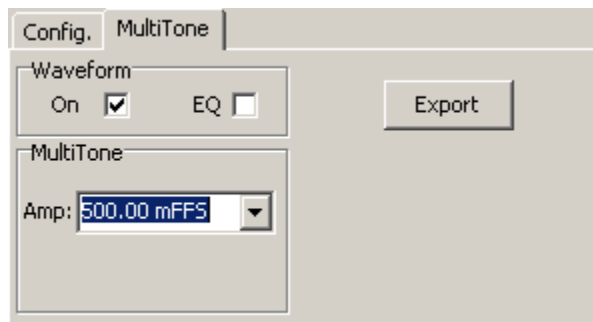 Config. MultiTone
Waveform
On EQ
Export
MultiTone
Amp: 500.00 mFFS